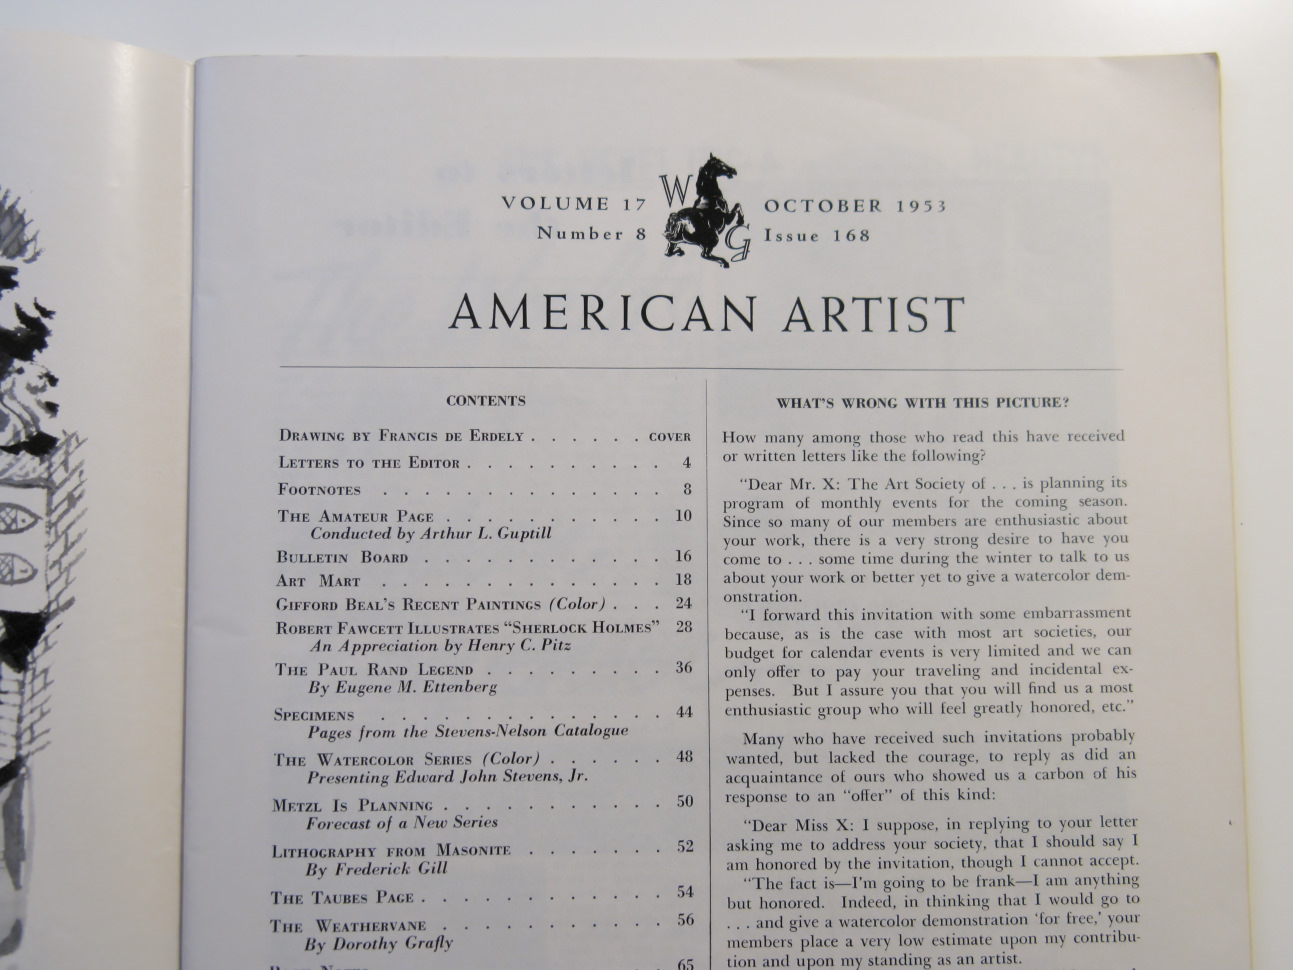 VOLUME 17
Number 8
W
G
OCTOBER 1953
Issue 168
AMERICAN ARTIST
CONTENTS
DRAWING BY FRANCIS DE ERDELY . . . . . . COVER
LETTERS TO THE EDITOR . . . . . . . . . . 4
FOOTNOTES . . . . . . . . . . . . . 8
THE AMATEUR PAGE . . . . . . . . . . . 10
Conducted by Arthur L. Guptill
BULLETIN BOARD . . . . . . . . . . . 16
ART MART . . . . . . . . . . . . . 18
GIFFORD BEAL'S RECENT PAINTINGS (Color) . . . 24
ROBERT FAWCETT ILLUSTRATES "SHERLOCK HOLMES" 28
An Appreciation by Henry C. Pitz
THE PAUL RAND LEGEND . . . . . . . . . 36
By Eugene M. Ettenberg
SPECIMENS . . . . . . . . . . . . . 44
Pages from the Stevens-Nelson Catalogue
THE WATERCOLOR SERIES (Color) . . . . . . 48
Presenting Edward John Stevens, Jr.
METZL IS PLANNING . . . . . . . . . . . 50
Forecast of a New Series
LITHOGRAPHY FROM MASONITE . . . . . . . 52
By Frederick Gill
THE TAUBES PAGE . . . . . . . . . . . . 54
THE WEATHERVANE . . . . . . . . . . . 56
By Dorothy Grafly
65
WHAT'S WRONG WITH THIS PICTURE?
How many among those who read this have received
or written letters like the following?
"Dear Mr. X: The Art Society of . . . is planning its
program of monthly events for the coming season.
Since so many of our members are enthusiastic about
your work, there is a very strong desire to have you
come to . . . some time during the winter to talk to us
about your work or better yet to give a watercolor dem-
onstration.
"I forward this invitation with some embarrassment
because, as is the case with most art societies, our
budget for calendar events is very limited and we can
only offer to pay your traveling and incidental ex-
penses. But I assure you that you will find us a most
enthusiastic group who will feel greatly honored, etc."
Many who have received such invitations probably
wanted, but lacked the courage, to reply as did an
acquaintance of ours who showed us a carbon of his
response to an "offer" of this kind:
"Dear Miss X: I suppose, in replying to your letter
asking me to address your society, that I should say I
am honored by the invitation, though I cannot accept.
"The fact is—I'm going to be frank—I am anything
but honored. Indeed, in thinking that I would go to
. . . and give a watercolor demonstration 'for free,' your
members place a very low estimate upon my contribu-
tion and upon my standing as an artist.